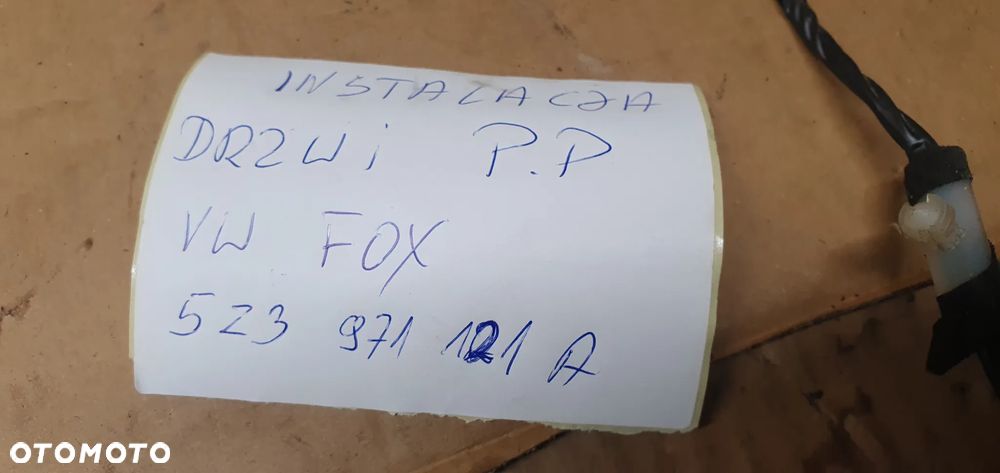 INSTALACJA
DRZWI P.P
VW FOX
5Z3 971 121 A
OTOMOTO